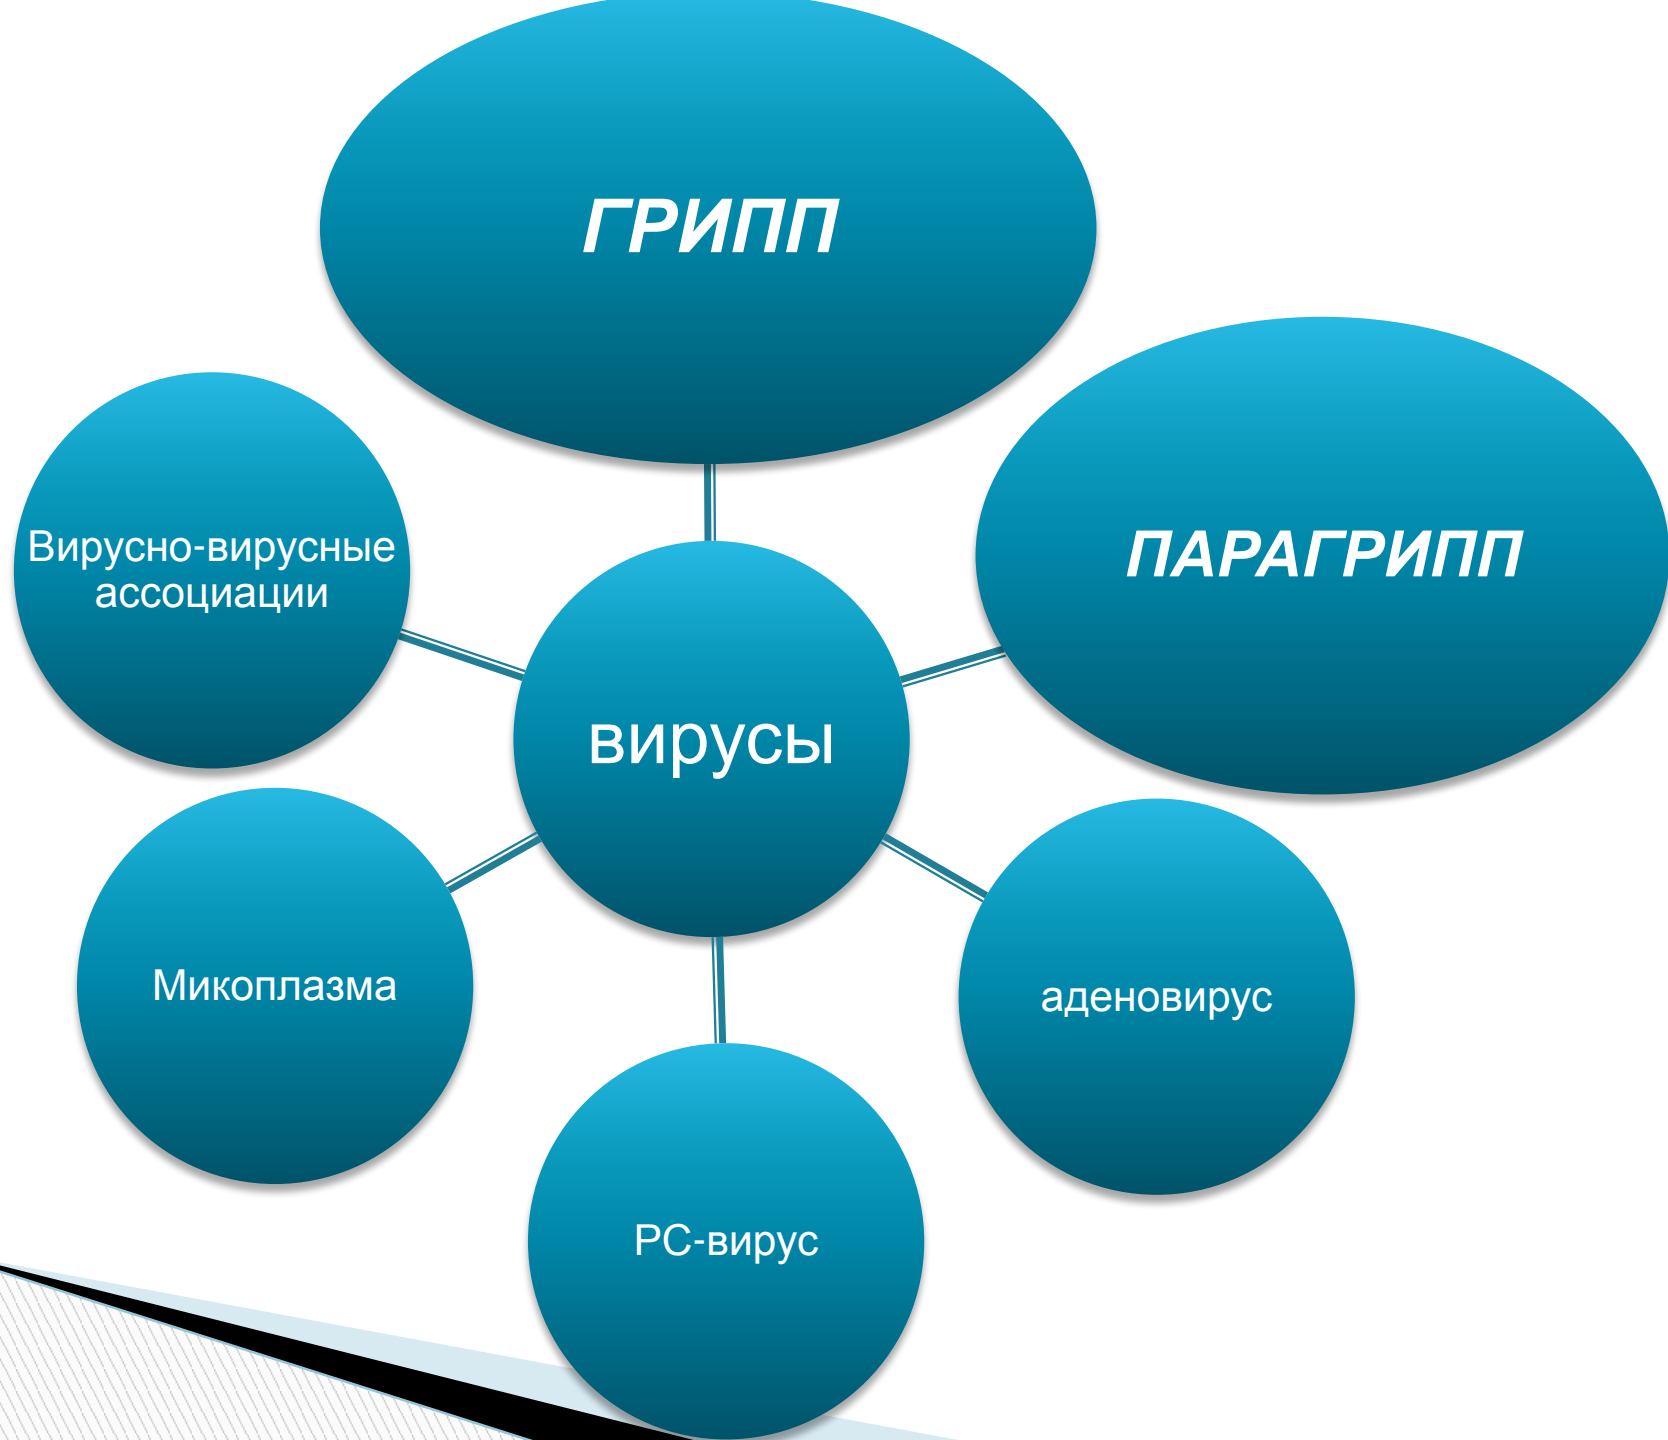 ГРИПП
ПАРАГРИПП
Вирусно-вирусные
ассоциации
вирусы
Микоплазма
аденовирус
РС-вирус